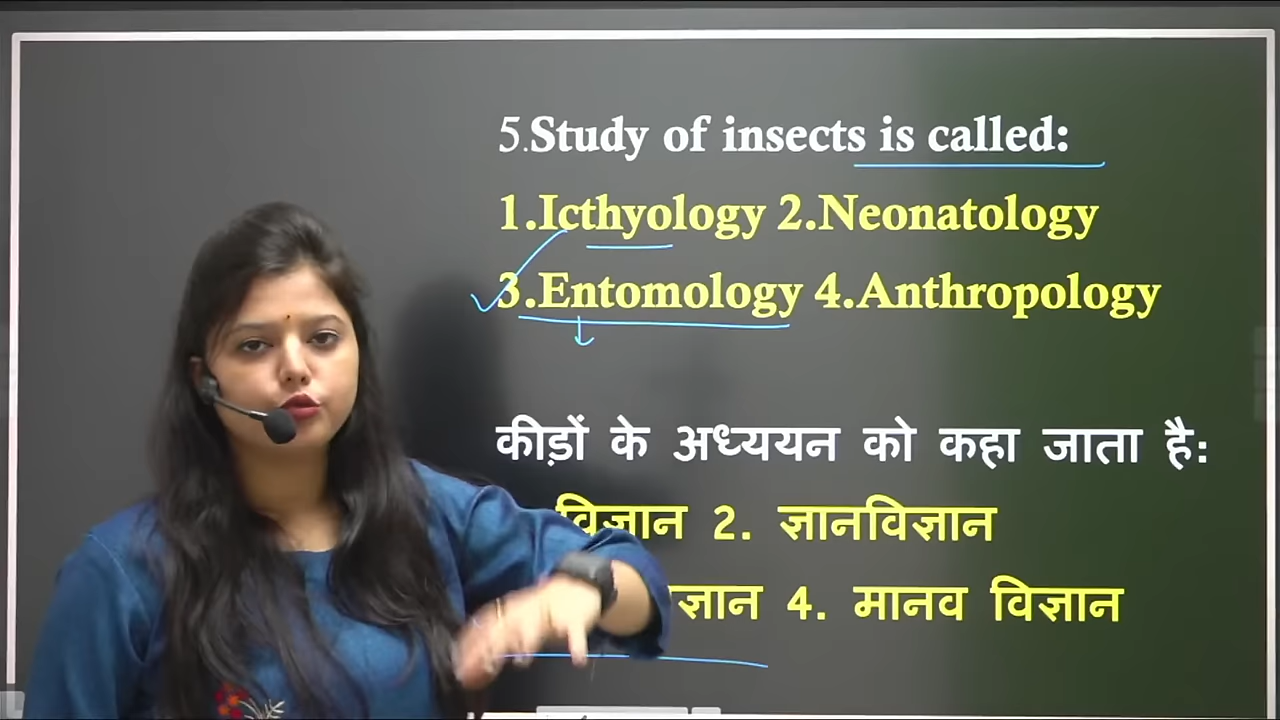 5.Study of insects is called:
1.Icthyology 2.Neonatology
3.Entomology 4.Anthropology
कीड़ों के अध्ययन को कहा जाता है:
विज्ञान 2. ज्ञानविज्ञान
4. मानव विज्ञान